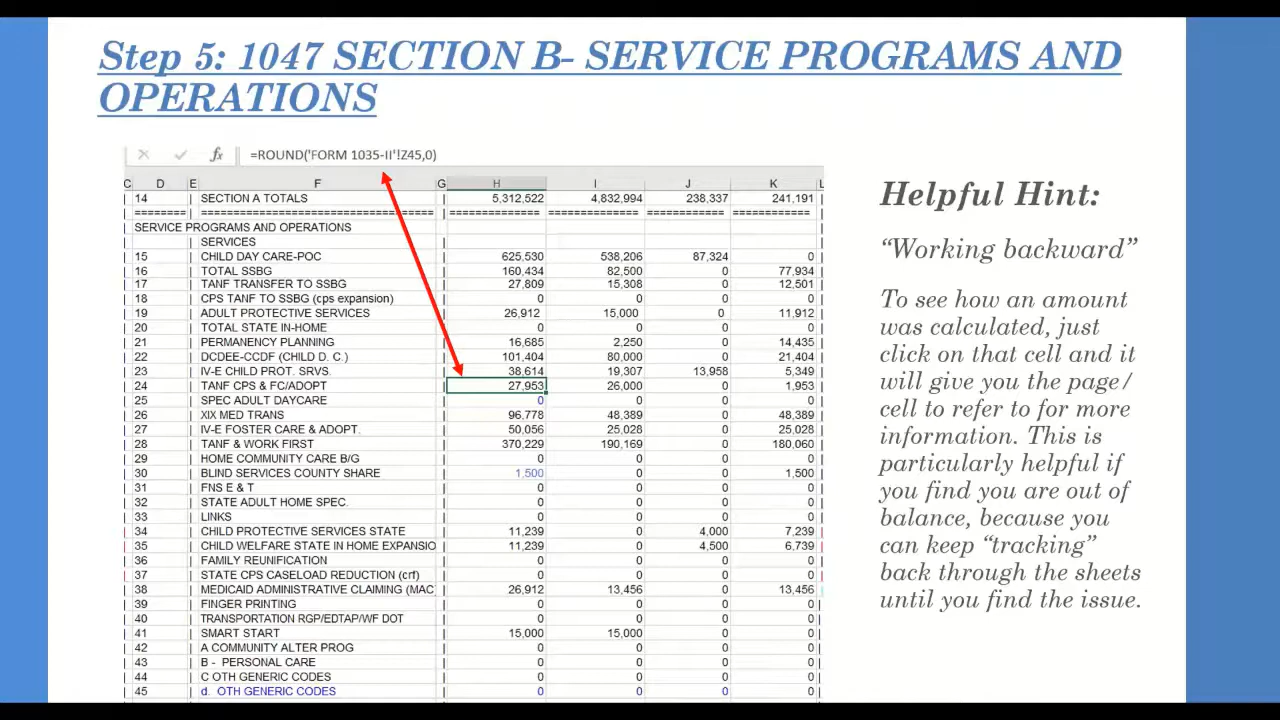 Step 5: 1047 SECTION B- SERVICE PROGRAMS AND
OPERATIONS
fx =ROUND('FORM 1035-II'!Z45,0)
C D E F G H I J K L
14 SECTION A TOTALS 5,312,522 4,832,994 238,337 241,191
======== ================================== ============== ============== ============ ============
SERVICE PROGRAMS AND OPERATIONS
SERVICES
15 CHILD DAY CARE-POC 625,530 538,206 87,324 0
16 TOTAL SSBG 160,434 82,500 0 77,934
17 TANF TRANSFER TO SSBG 27,809 15,308 0 12,501
18 CPS TANF TO SSBG (cps expansion) 0 0 0 0
19 ADULT PROTECTIVE SERVICES 26,912 15,000 0 11,912
20 TOTAL STATE IN-HOME 0 0 0 0
21 PERMANENCY PLANNING 16,685 2,250 0 14,435
22 DCDEE-CCDF (CHILD D. C.) 101,404 80,000 0 21,404
23 IV-E CHILD PROT. SRVS. 38,614 19,307 13,958 5,349
24 TANF CPS & FC/ADOPT 27,953 26,000 0 1,953
25 SPEC ADULT DAYCARE 0 0 0 0
26 XIX MED TRANS 96,778 48,389 0 48,389
27 IV-E FOSTER CARE & ADOPT. 50,056 25,028 0 25,028
28 TANF & WORK FIRST 370,229 190,169 0 180,060
29 HOME COMMUNITY CARE B/G 0 0 0 0
30 BLIND SERVICES COUNTY SHARE 1,500 0 0 1,500
31 FNS E & T 0 0 0 0
32 STATE ADULT HOME SPEC. 0 0 0 0
33 LINKS 0 0 0 0
34 CHILD PROTECTIVE SERVICES STATE 11,239 0 4,000 7,239
35 CHILD WELFARE STATE IN HOME EXPANSIO 11,239 0 4,500 6,739
36 FAMILY REUNIFICATION 0 0 0 0
37 STATE CPS CASELOAD REDUCTION (crf) 0 0 0 0
38 MEDICAID ADMINISTRATIVE CLAIMING (MAC 26,912 13,456 0 13,456
39 FINGER PRINTING 0 0 0 0
40 TRANSPORTATION RGP/EDTAP/WF DOT 0 0 0 0
41 SMART START 15,000 15,000 0 0
42 A COMMUNITY ALTER PROG 0 0 0 0
43 B - PERSONAL CARE 0 0 0 0
44 C OTH GENERIC CODES 0 0 0 0
45 d. OTH GENERIC CODES 0 0 0 0
Helpful Hint:
“Working backward”
To see how an amount
was calculated, just
click on that cell and it
will give you the page/
cell to refer to for more
information. This is
particularly helpful if
you find you are out of
balance, because you
can keep “tracking”
back through the sheets
until you find the issue.